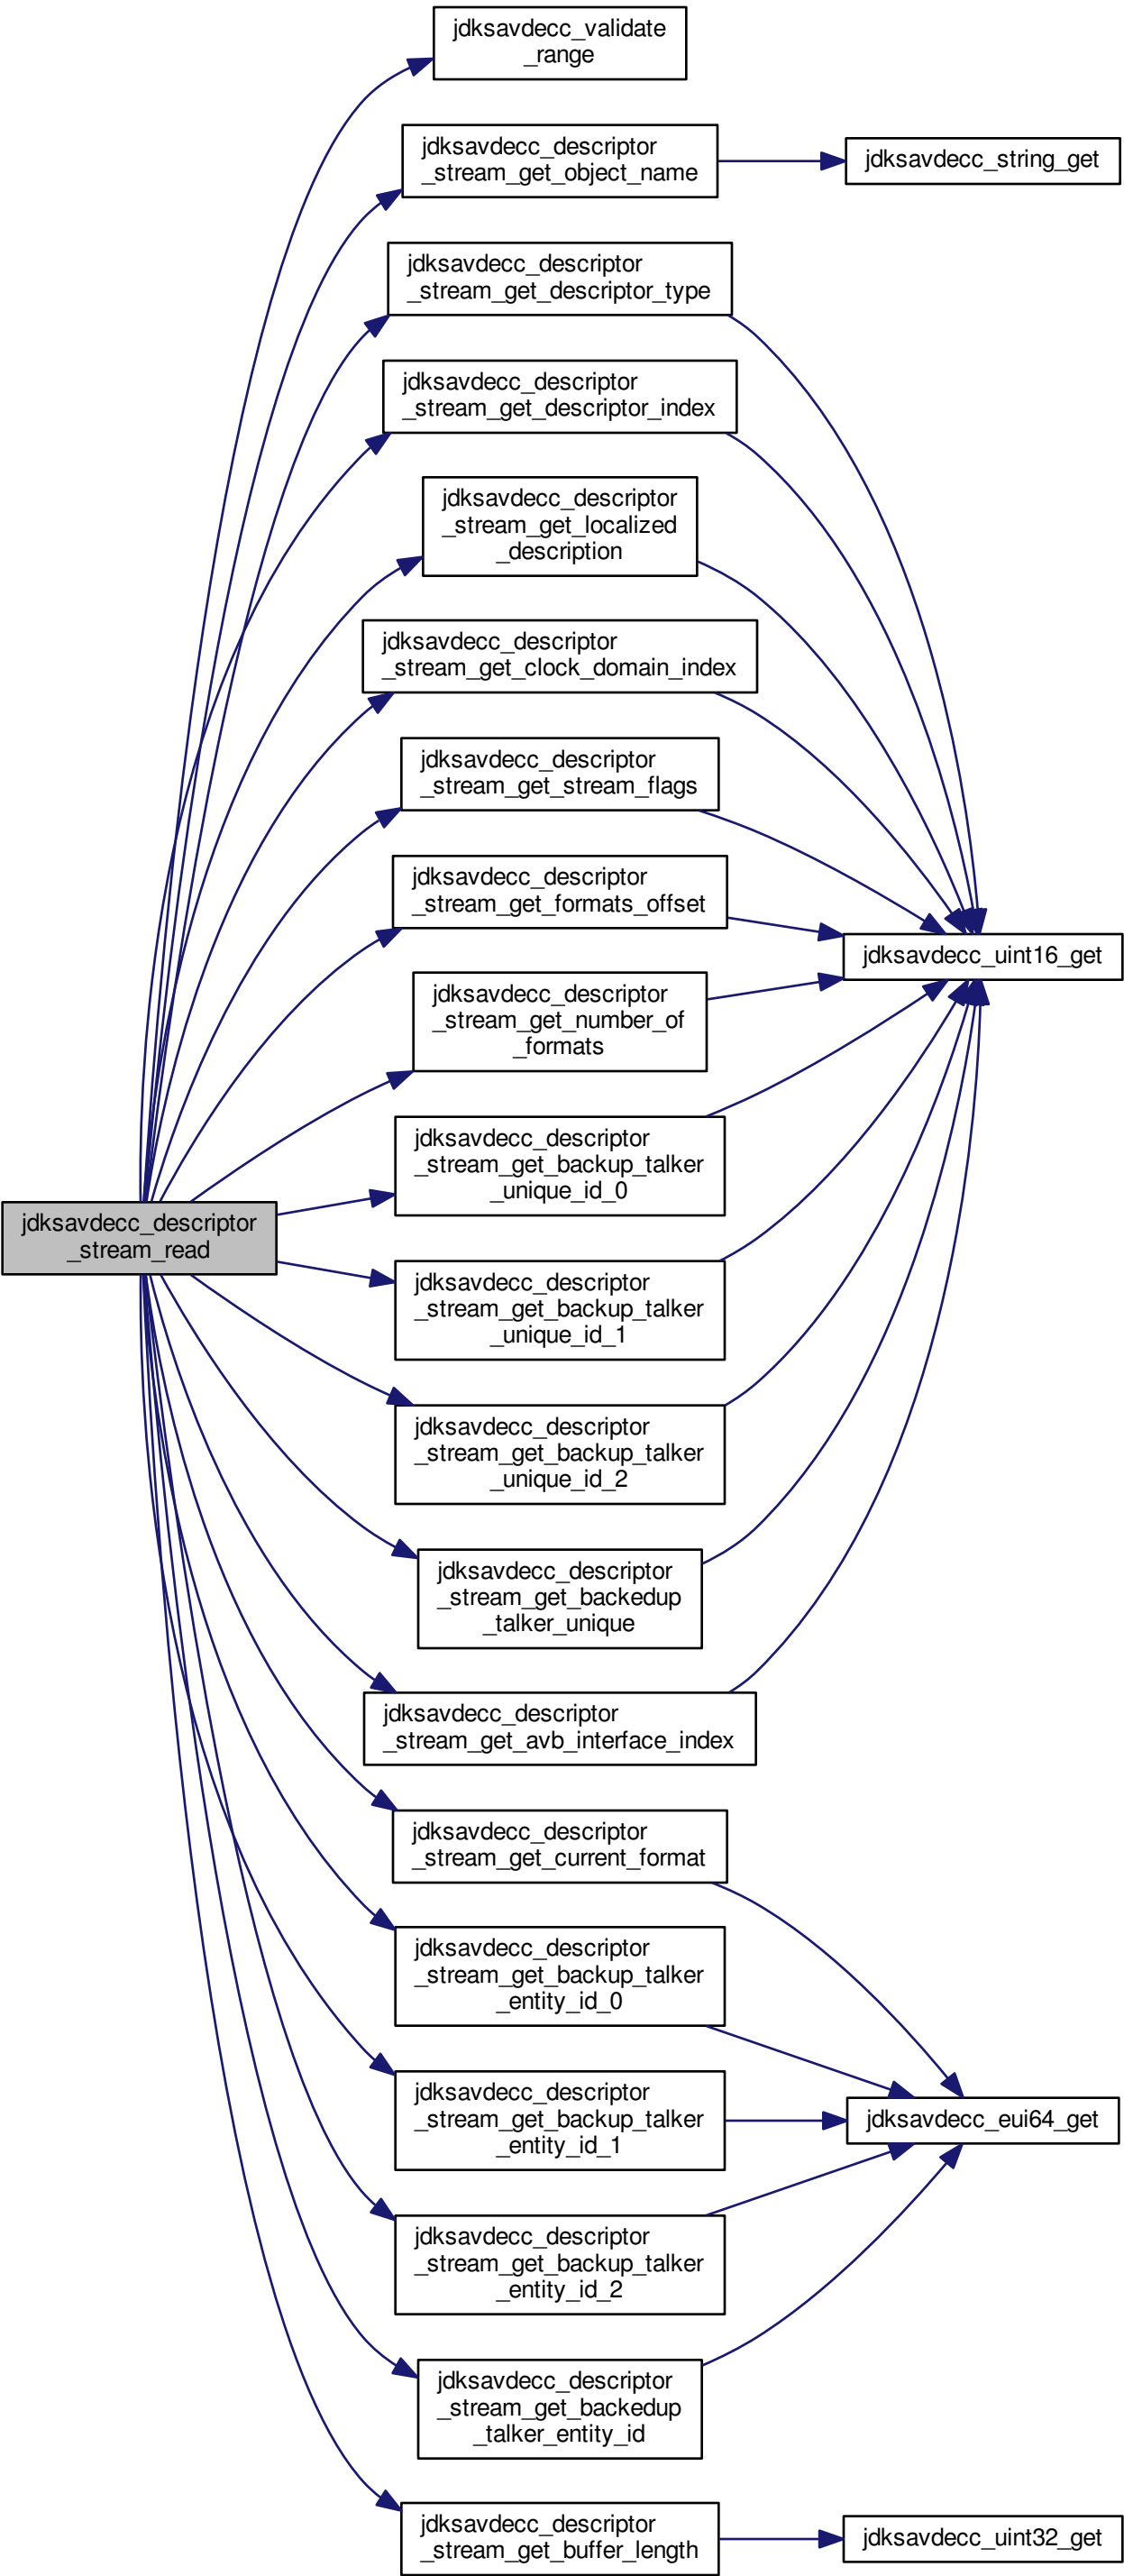 jdksavdecc_validate
_range
jdksavdecc_descriptor
_stream_get_object_name
jdksavdecc_string_get
jdksavdecc_descriptor
_stream_get_descriptor_type
jdksavdecc_descriptor
_stream_get_descriptor_index
jdksavdecc_descriptor
_stream_get_localized
_description
jdksavdecc_descriptor
_stream_get_clock_domain_index
jdksavdecc_descriptor
_stream_get_stream_flags
jdksavdecc_descriptor
_stream_get_formats_offset
jdksavdecc_uint16_get
jdksavdecc_descriptor
_stream_get_number_of
_formats
jdksavdecc_descriptor
_stream_get_backup_talker
_unique_id_0
jdksavdecc_descriptor
_stream_read
jdksavdecc_descriptor
_stream_get_backup_talker
_unique_id_1
jdksavdecc_descriptor
_stream_get_backup_talker
_unique_id_2
jdksavdecc_descriptor
_stream_get_backedup
_talker_unique
jdksavdecc_descriptor
_stream_get_avb_interface_index
jdksavdecc_descriptor
_stream_get_current_format
jdksavdecc_descriptor
_stream_get_backup_talker
_entity_id_0
jdksavdecc_descriptor
_stream_get_backup_talker
_entity_id_1
jdksavdecc_eui64_get
jdksavdecc_descriptor
_stream_get_backup_talker
_entity_id_2
jdksavdecc_descriptor
_stream_get_backedup
_talker_entity_id
jdksavdecc_descriptor
_stream_get_buffer_length
jdksavdecc_uint32_get